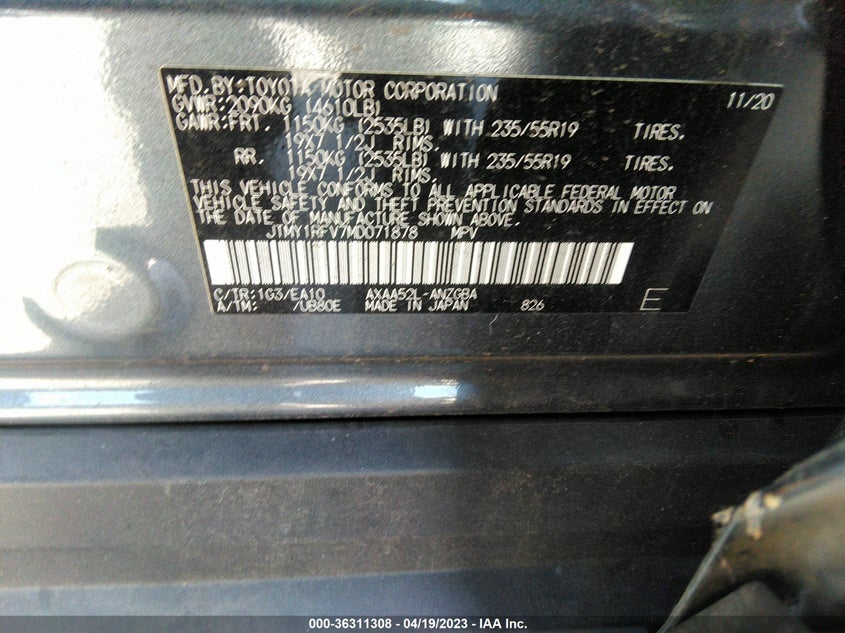 MFD.BY:TOYOTA MOTOR CORPORATION 11/20
GVWR:2090KG (4610LB)
GAWR:FRT. 1150KG (2535LB) WITH 235/55R19 TIRES.
19X7 1/2J RIMS.
RR. 1150KG (2535LB) WITH 235/55R19 TIRES.
19X7 1/2J RIMS.
THIS VEHICLE CONFORMS TO ALL APPLICABLE FEDERAL MOTOR
VEHICLE SAFETY AND THEFT PREVENTION STANDARDS IN EFFECT ON
THE DATE OF MANUFACTURE SHOWN ABOVE.
JTMY1RFV7MD071878 MPV
C/TR:1G3/EA10 AXAA52L-ANZGBA
A/TM: /UB80E MADE IN JAPAN 826 E
000-36311308 - 04/19/2023 - IAA Inc.